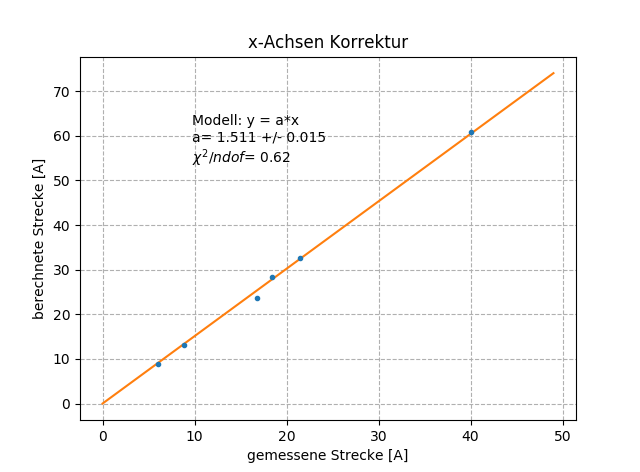 x-Achsen Korrektur
berechnete Strecke [A]
70
60
50
40
30
20
10
0
Modell: y = a*x
a= 1.511 +/- 0.015
χ²/ndof= 0.62
0 10 20 30 40 50
gemessene Strecke [A]